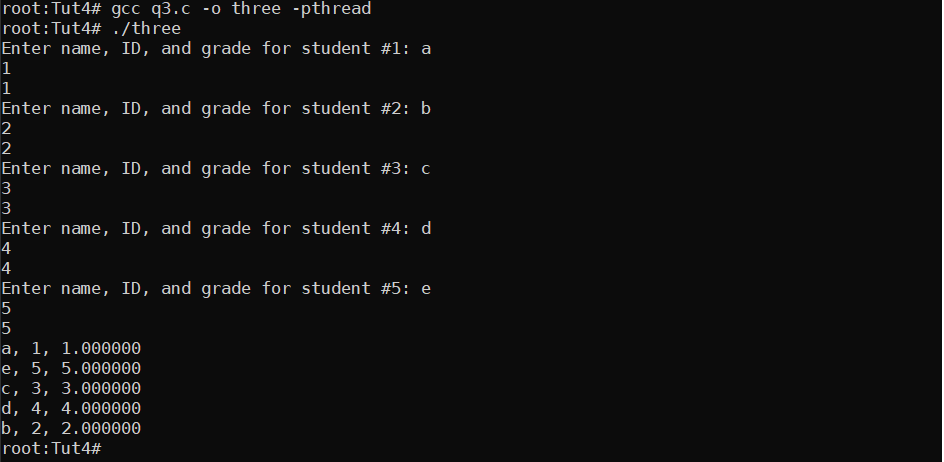 root:Tut4# gcc q3.c -o three -pthread
root:Tut4# ./three
Enter name, ID, and grade for student #1: a
1
1
Enter name, ID, and grade for student #2: b
2
2
Enter name, ID, and grade for student #3: c
3
3
Enter name, ID, and grade for student #4: d
4
4
Enter name, ID, and grade for student #5: e
5
5
a, 1, 1.000000
e, 5, 5.000000
c, 3, 3.000000
d, 4, 4.000000
b, 2, 2.000000
root:Tut4#